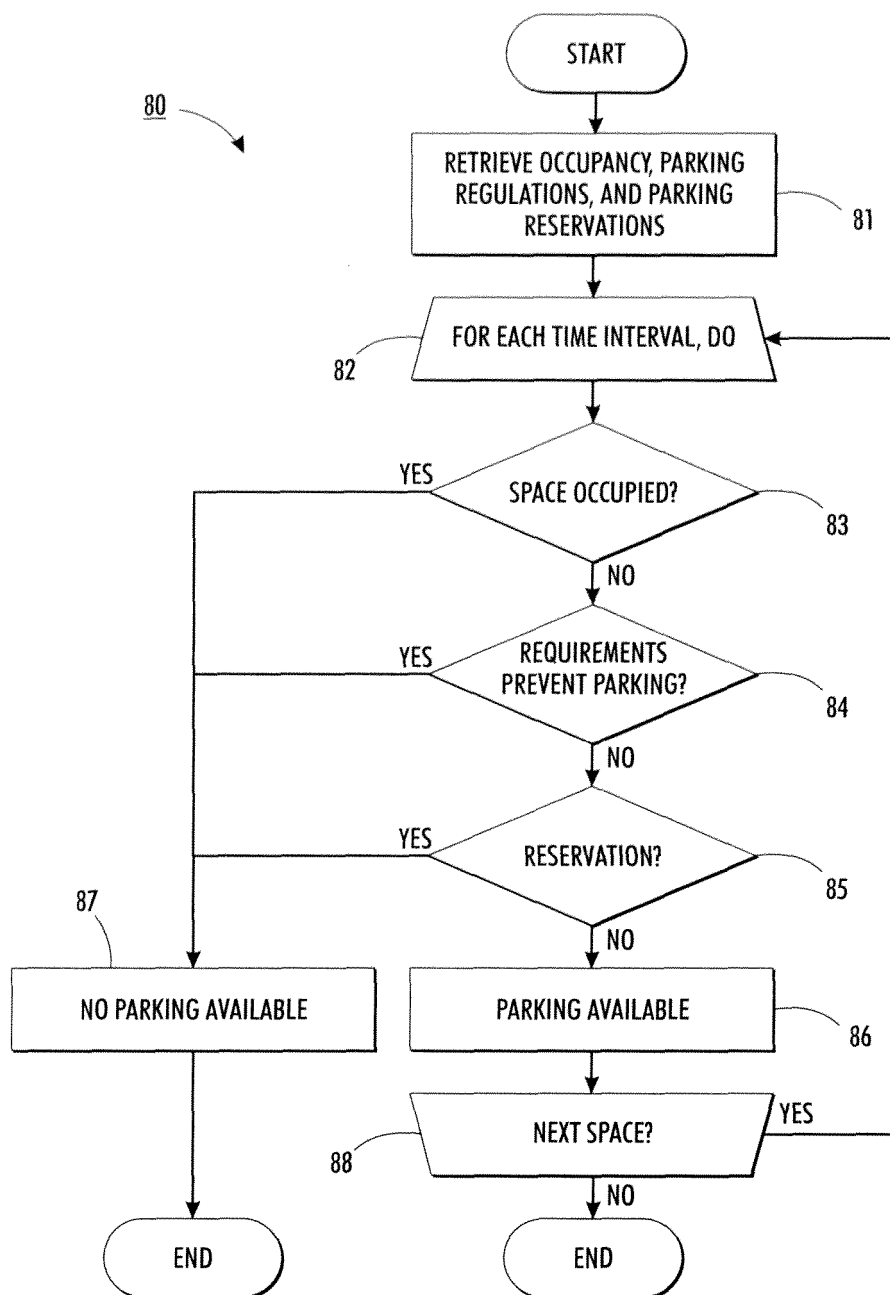 START
80
RETRIEVE OCCUPANCY, PARKING
REGULATIONS, AND PARKING
RESERVATIONS
81
FOR EACH TIME INTERVAL, DO
82
YES
SPACE OCCUPIED?
83
NO
YES
REQUIREMENTS
PREVENT PARKING?
84
NO
YES
RESERVATION?
85
87
NO
NO PARKING AVAILABLE
PARKING AVAILABLE
86
YES
NEXT SPACE?
88
NO
END
END